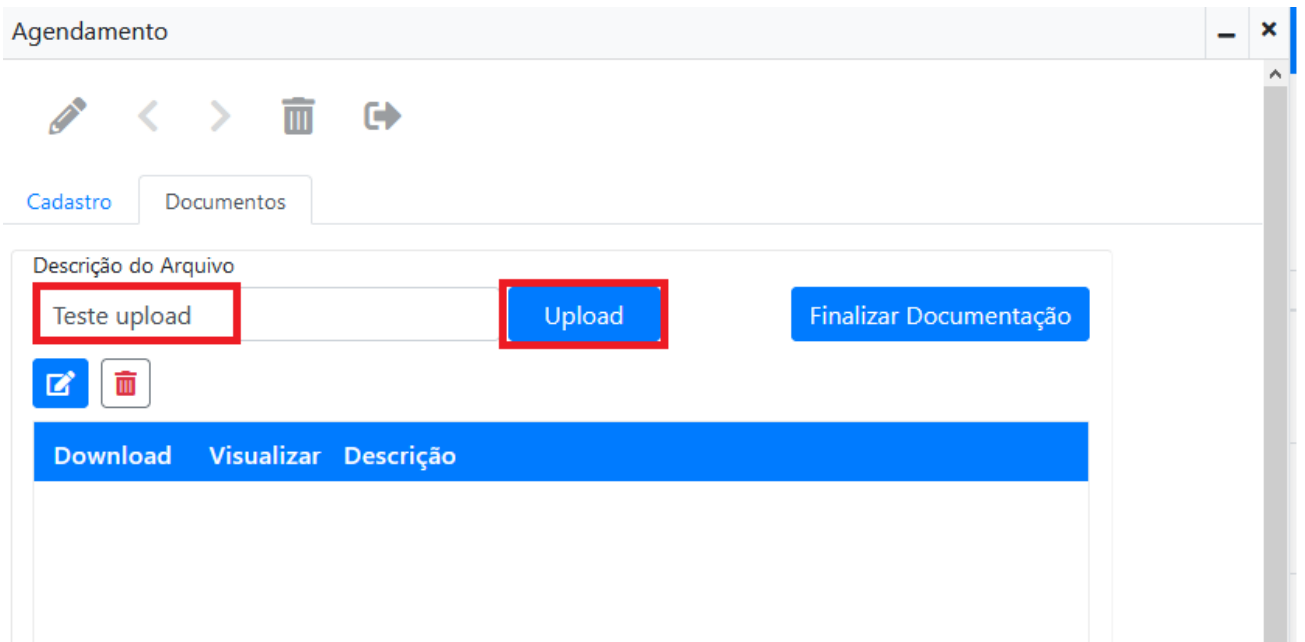 Agendamento
Cadastro Documentos
Descrição do Arquivo
Teste upload Upload Finalizar Documentação
Download Visualizar Descrição